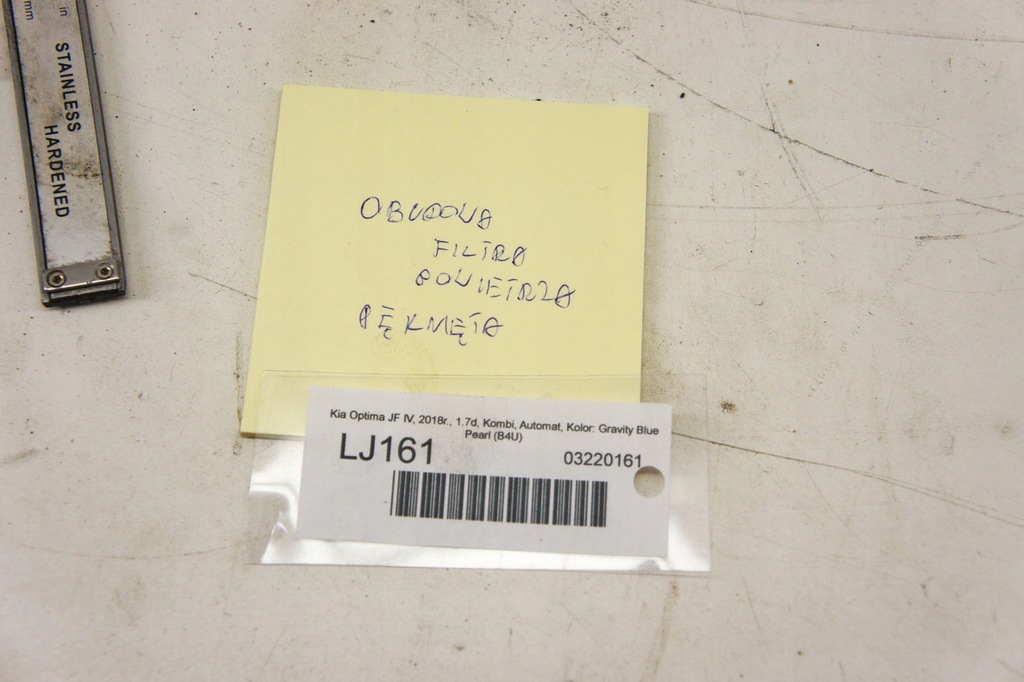 in
mm
STAINLESS HARDENED
OBUDOWA
FILTRA
POWIETRZA
PĘKNIĘTA
Kia Optima JF IV, 2018r., 1.7d, Kombi, Automat, Kolor: Gravity Blue
Pearl (B4U)
LJ161 03220161